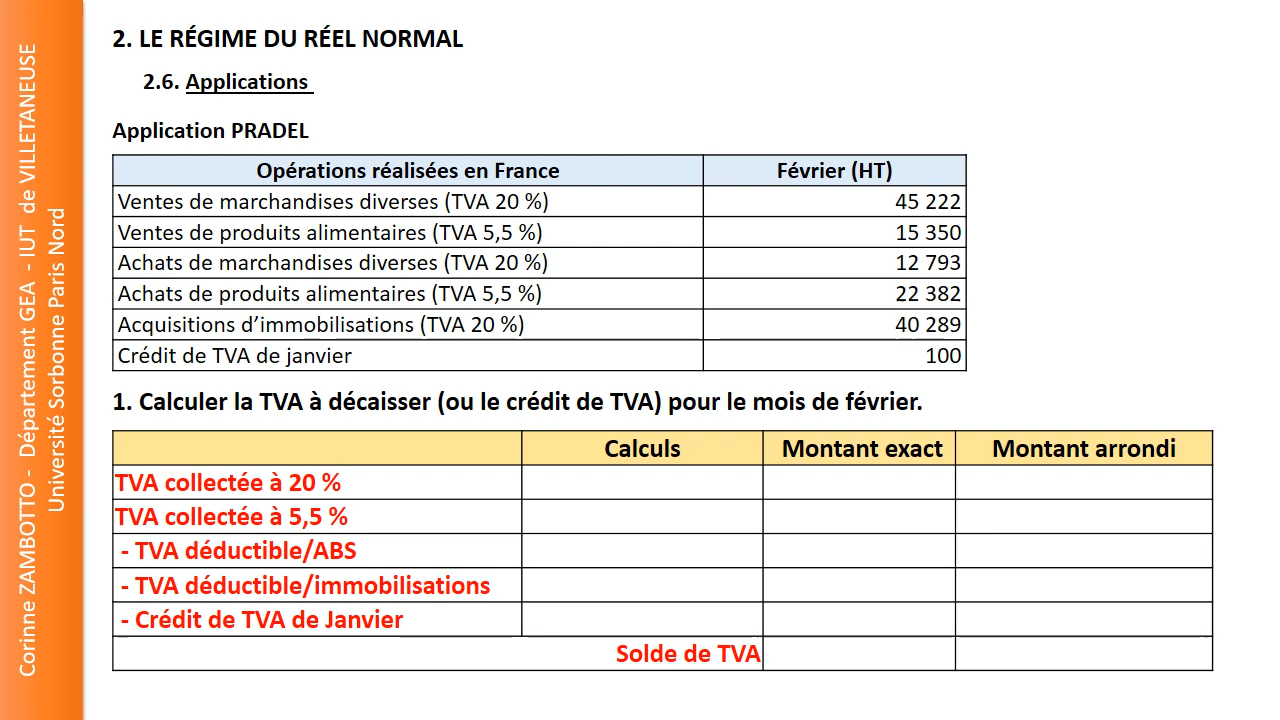 Corinne ZAMBOTTO - Département GEA - IUT de VILLETANEUSE
Université Sorbonne Paris Nord
2. LE RÉGIME DU RÉEL NORMAL
2.6. Applications
Application PRADEL
Opérations réalisées en France Février (HT)
Ventes de marchandises diverses (TVA 20 %) 45 222
Ventes de produits alimentaires (TVA 5,5 %) 15 350
Achats de marchandises diverses (TVA 20 %) 12 793
Achats de produits alimentaires (TVA 5,5 %) 22 382
Acquisitions d’immobilisations (TVA 20 %) 40 289
Crédit de TVA de janvier 100
1. Calculer la TVA à décaisser (ou le crédit de TVA) pour le mois de février.
Calculs Montant exact Montant arrondi
TVA collectée à 20 %
TVA collectée à 5,5 %
- TVA déductible/ABS
- TVA déductible/immobilisations
- Crédit de TVA de Janvier
Solde de TVA